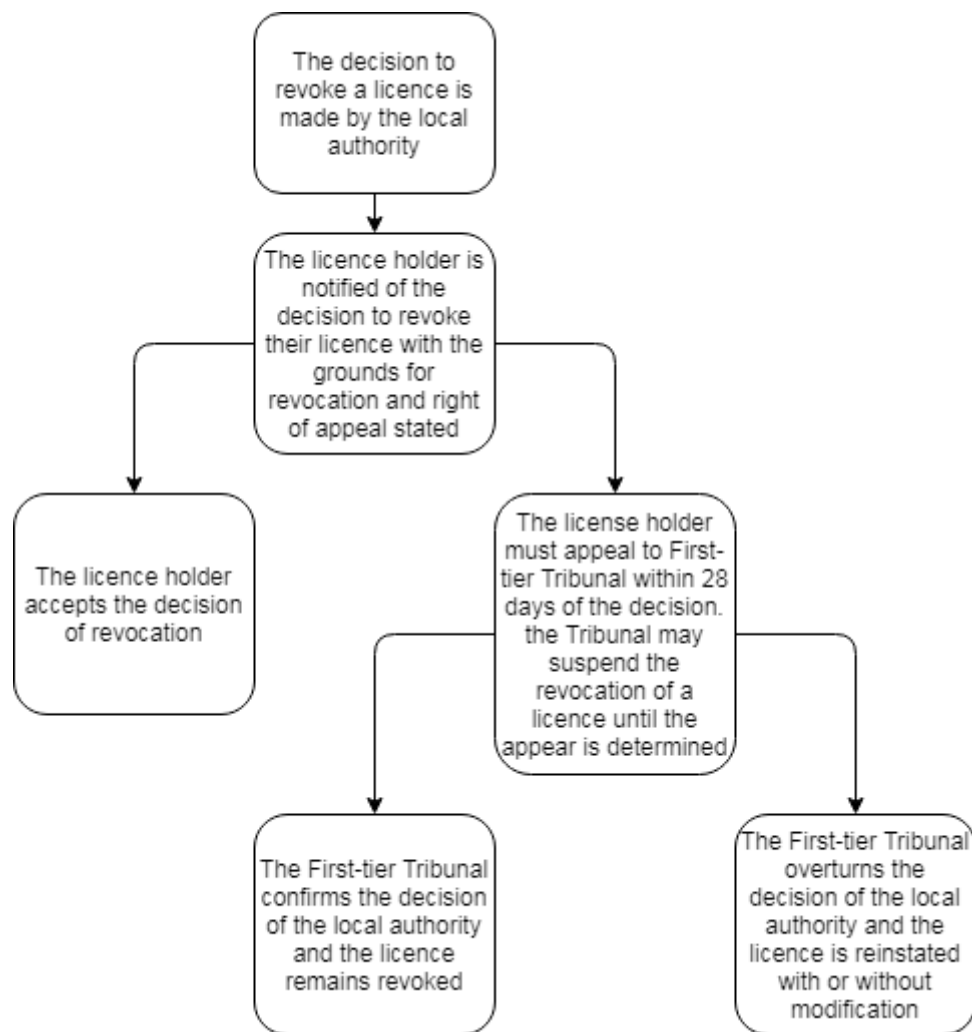 The decision to
revoke a licence is
made by the local
authority
The licence holder is
notified of the
decision to revoke
their licence with the
grounds for
revocation and right
of appeal stated
The licence holder
accepts the decision
of revocation
The license holder
must appeal to First-
tier Tribunal within 28
days of the decision.
the Tribunal may
suspend the
revocation of a
licence until the
appear is determined
The First-tier Tribunal
confirms the decision
of the local authority
and the licence
remains revoked
The First-tier Tribunal
overturns the
decision of the local
authority and the
licence is reinstated
with or without
modification